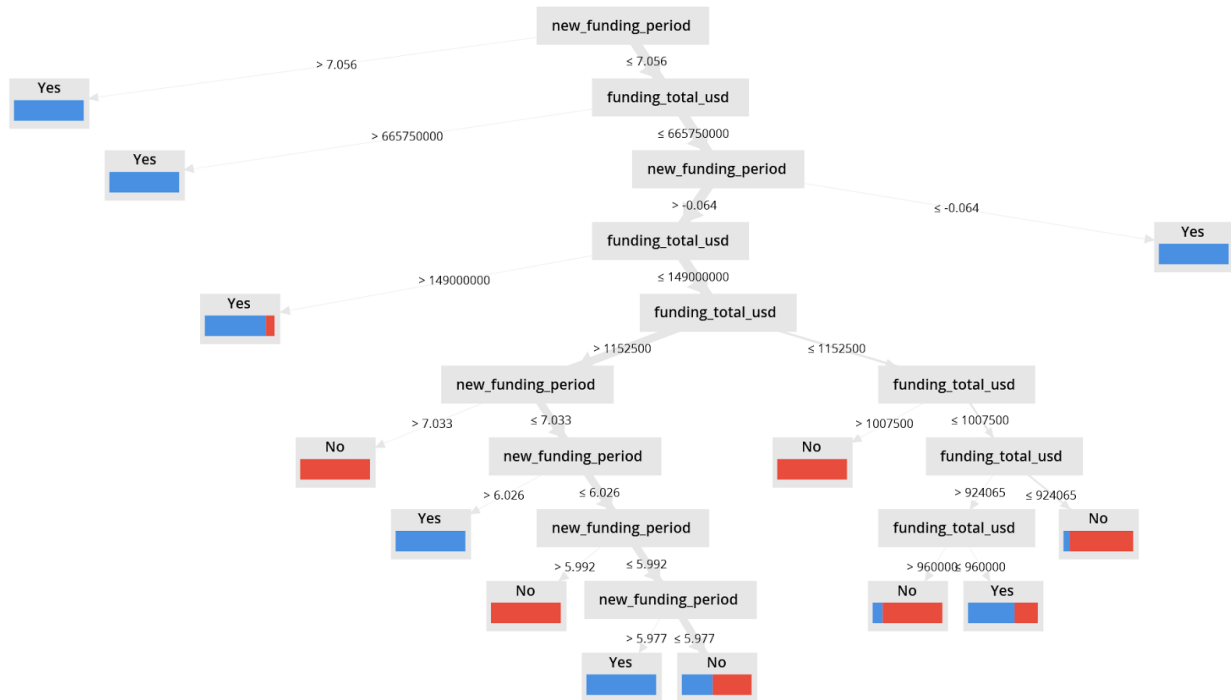 new_funding_period
> 7.056
≤ 7.056
Yes
funding_total_usd
> 665750000
≤ 665750000
Yes
new_funding_period
> -0.064
≤ -0.064
funding_total_usd
Yes
> 149000000
≤ 149000000
Yes
funding_total_usd
> 1152500
≤ 1152500
new_funding_period
funding_total_usd
> 7.033
≤ 7.033
> 1007500
≤ 1007500
No
new_funding_period
No
funding_total_usd
> 6.026
≤ 6.026
> 924065
≤ 924065
Yes
new_funding_period
funding_total_usd
No
> 5.992
≤ 5.992
> 960000
≤ 960000
No
new_funding_period
No
Yes
> 5.977
≤ 5.977
Yes
No